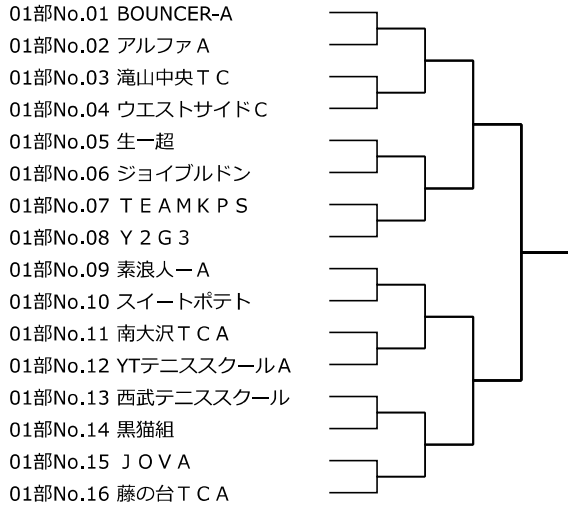 01部No.01 BOUNCER-A
01部No.02 アルファA
01部No.03 滝山中央ＴＣ
01部No.04 ウエストサイドＣ
01部No.05 生一超
01部No.06 ジョイブルドン
01部No.07 ＴＥＡＭＫＰＳ
01部No.08 Ｙ２Ｇ３
01部No.09 素浪人ーA
01部No.10 スイートポテト
01部No.11 南大沢ＴＣＡ
01部No.12 YTテニススクールA
01部No.13 西武テニススクール
01部No.14 黒猫組
01部No.15 ＪＯＶＡ
01部No.16 藤の台ＴＣＡ